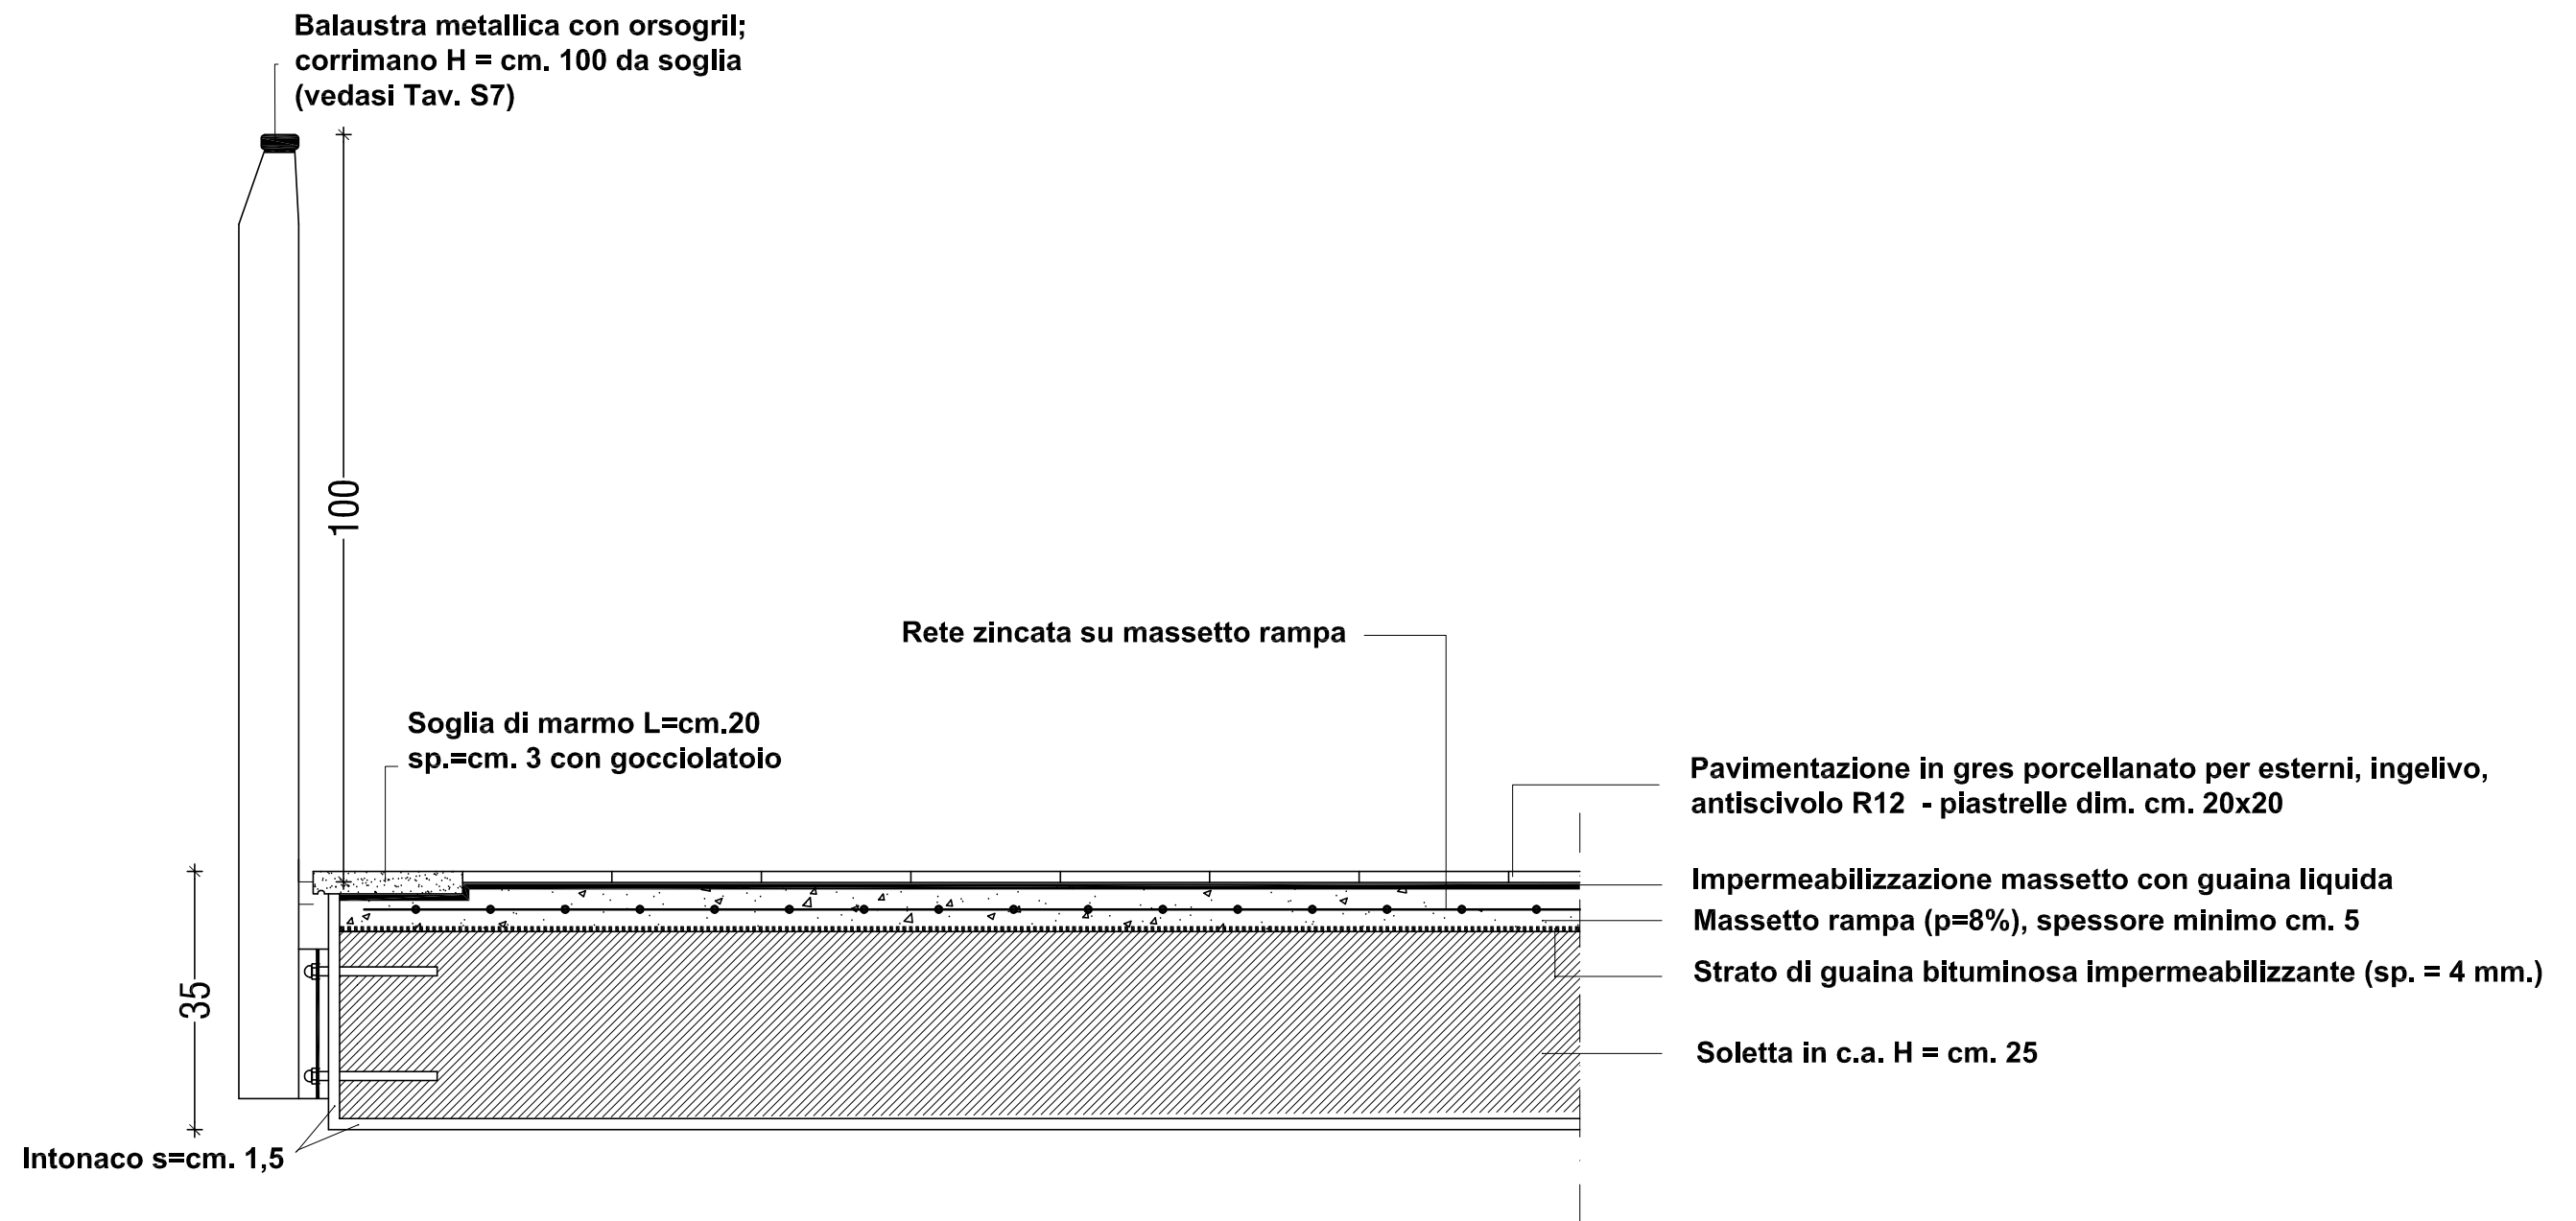 Balaustra metallica con orsogril;
corrimano H = cm. 100 da soglia
(vedasi Tav. S7)
100
Rete zincata su massetto rampa
Soglia di marmo L=cm.20
sp.=cm. 3 con gocciolatoio
Pavimentazione in gres porcellanato per esterni, ingelivo,
antiscivolo R12 - piastrelle dim. cm. 20x20
Impermeabilizzazione massetto con guaina liquida
Massetto rampa (p=8%), spessore minimo cm. 5
Strato di guaina bituminosa impermeabilizzante (sp. = 4 mm.)
35
Soletta in c.a. H = cm. 25
Intonaco s=cm. 1,5